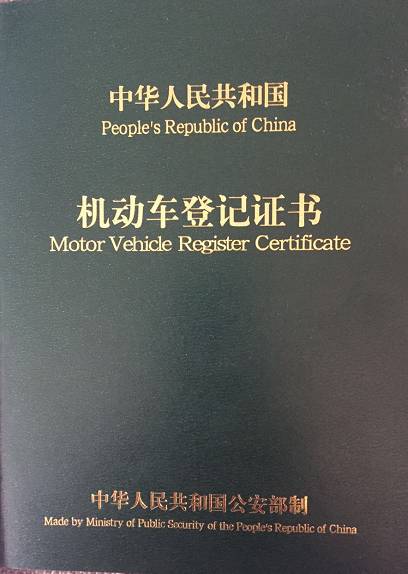 中华人民共和国
People's Republic of China
机动车登记证书
Motor Vehicle Register Certificate
中华人民共和国公安部制
Made by Ministry of Public Security of the People's Republic of China